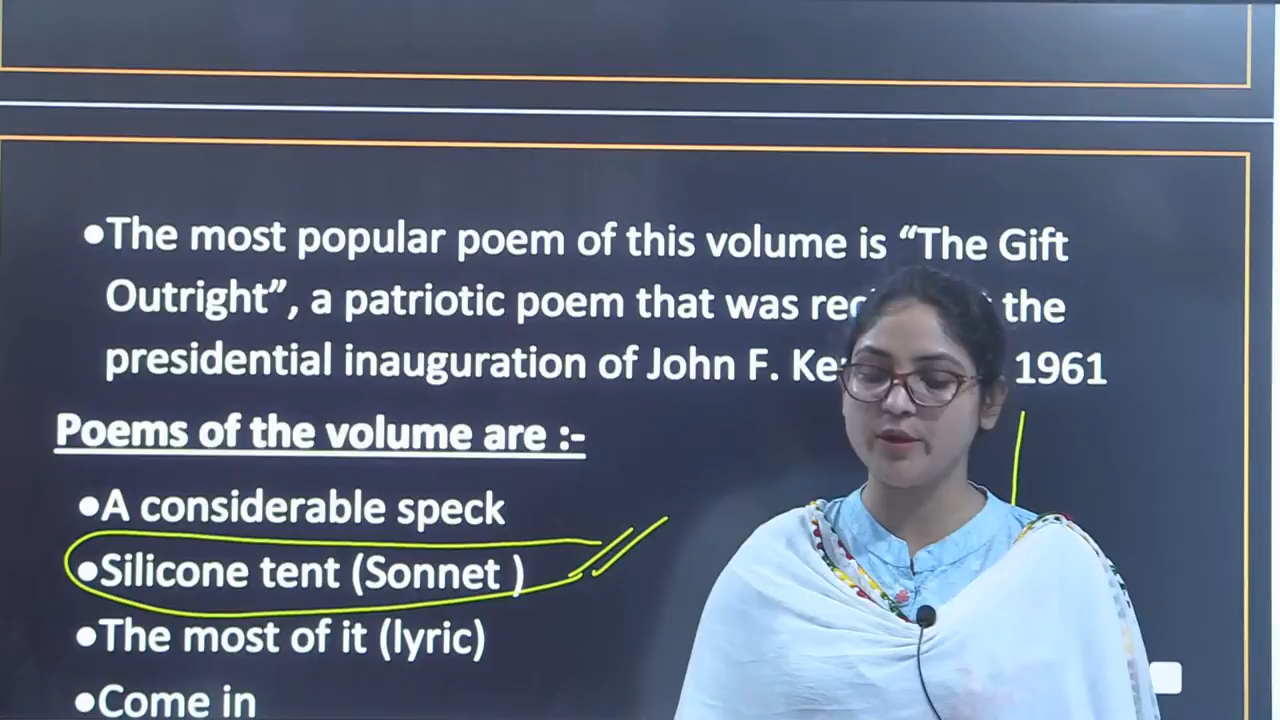 •The most popular poem of this volume is “The Gift
Outright”, a patriotic poem that was the
presidential inauguration of John F. 1961
Poems of the volume are :-
•A considerable speck
•Silicone tent (Sonnet )
•The most of it (lyric)
•Come in